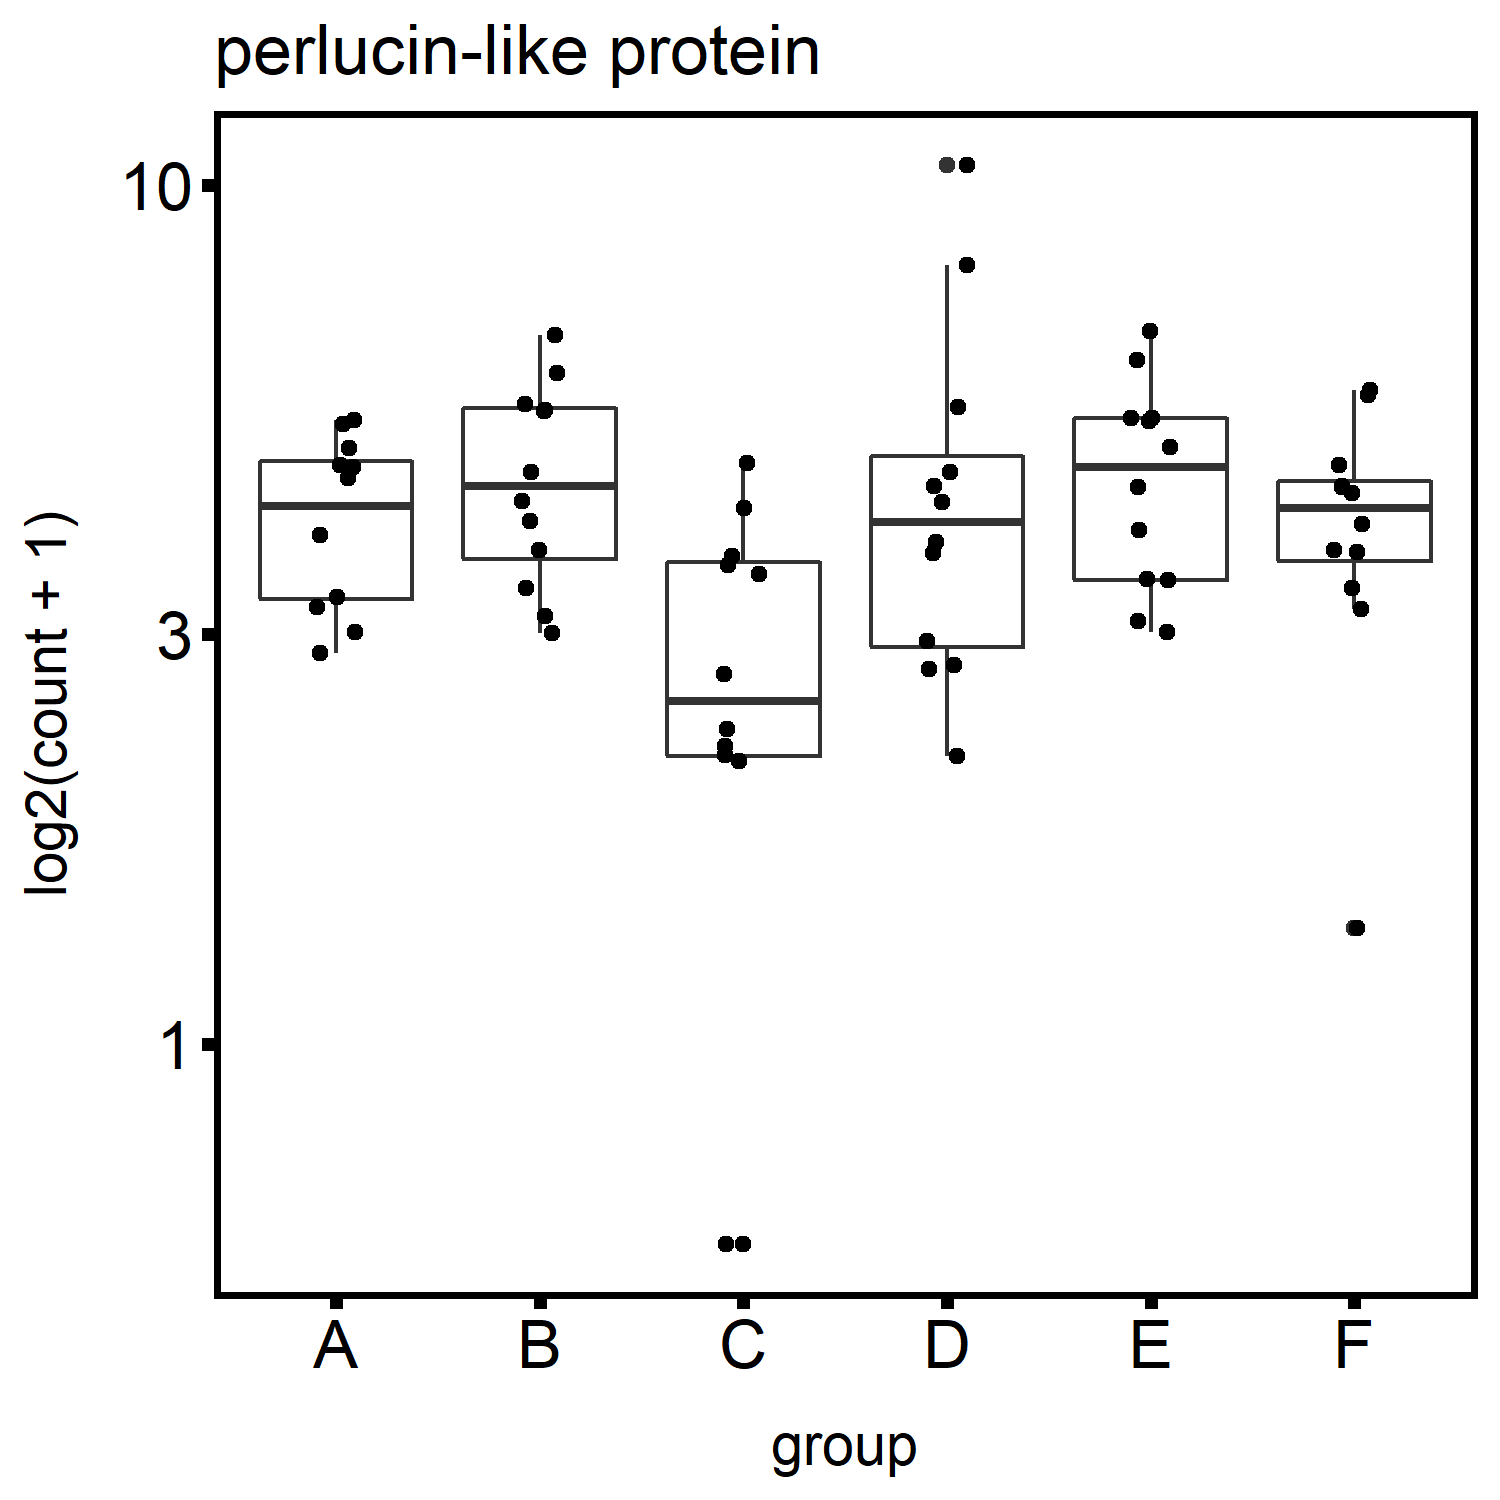 perlucin-like protein
log2(count + 1)
10
3
1
A B C D E F
group